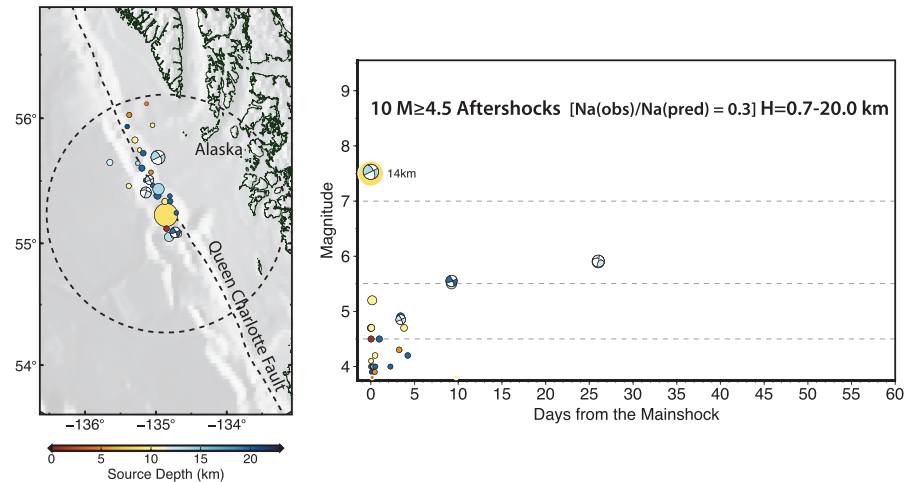 56°
55°
54°
Alaska
Queen Charlotte Fault
−136° −135° −134°
0 5 10 15 20
Source Depth (km)
10 M≥4.5 Aftershocks [Na(obs)/Na(pred) = 0.3] H=0.7-20.0 km
14km
Magnitude
9
8
7
6
5
4
0 5 10 15 20 25 30 35 40 45 50 55 60
Days from the Mainshock